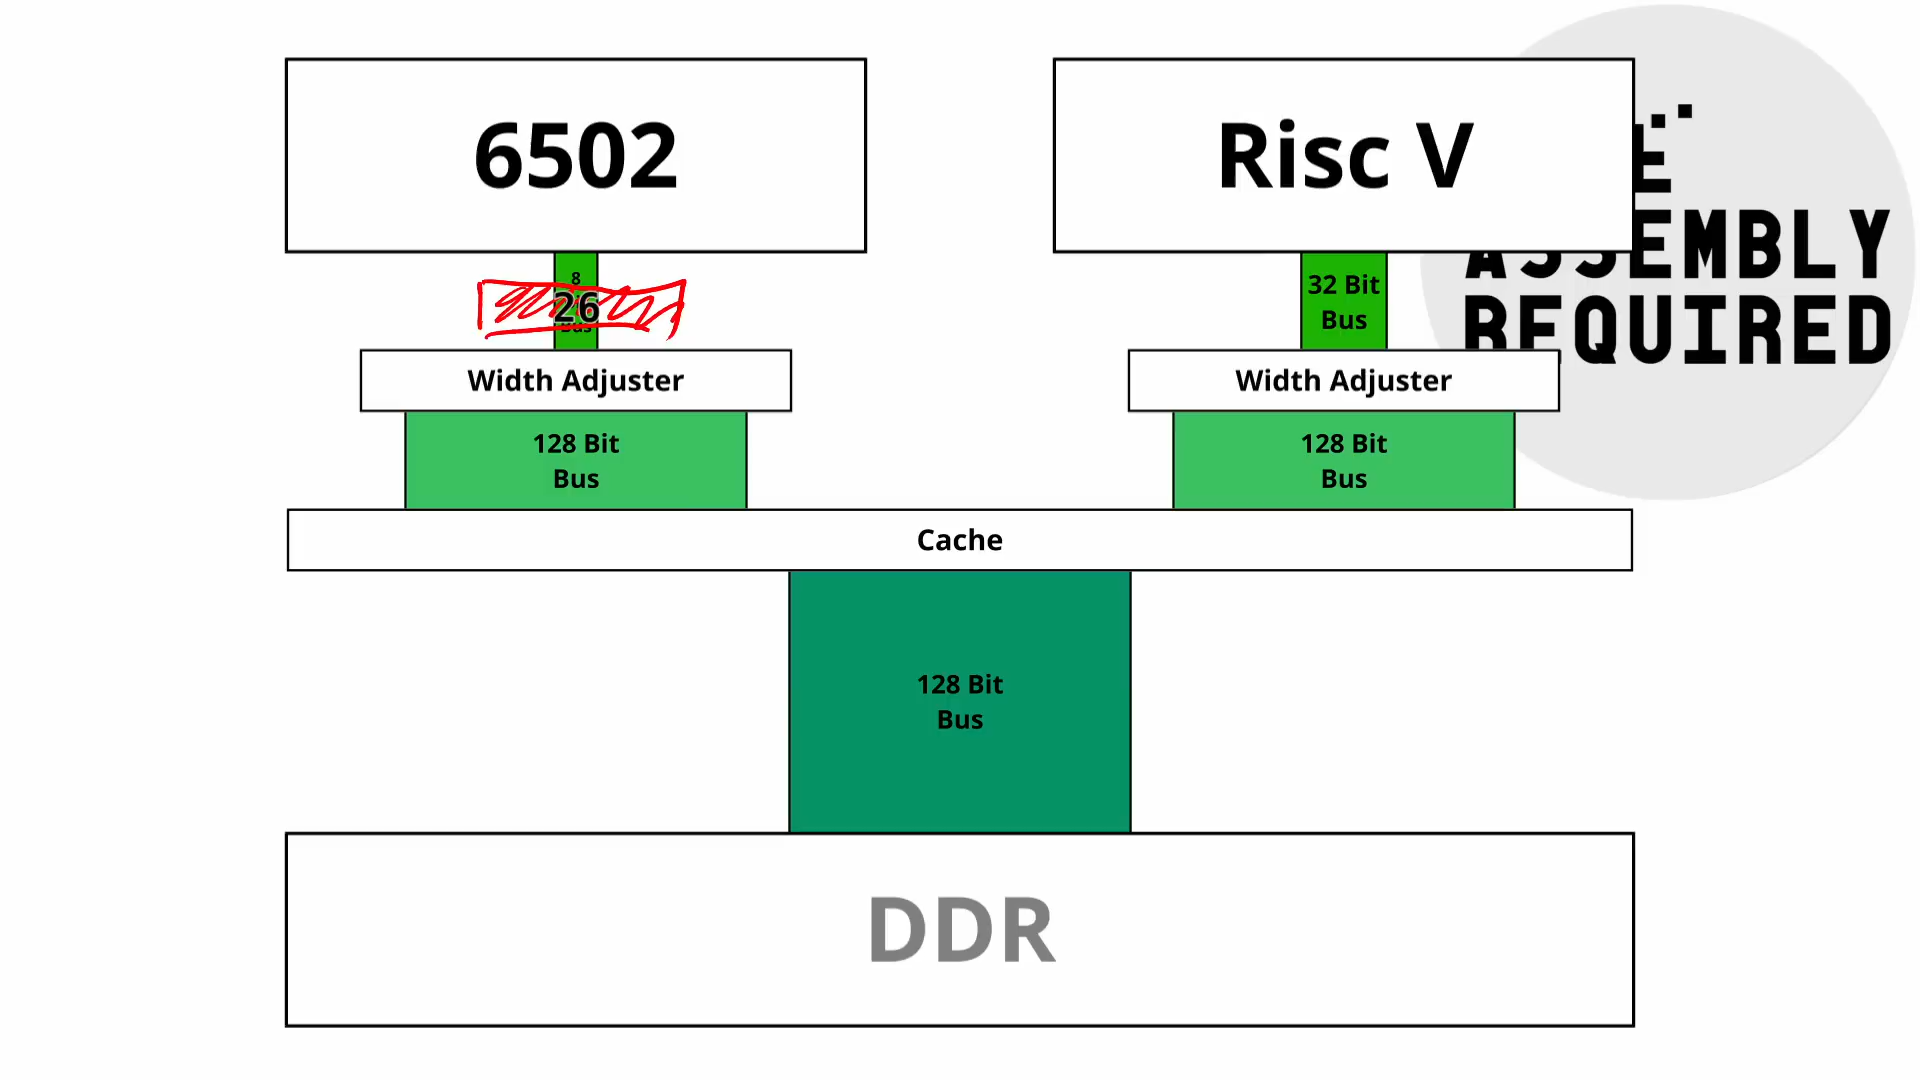 6502
Risc V
E
ASSEMBLY
REQUIRED
8
26
Bus
32 Bit
Bus
Width Adjuster
Width Adjuster
128 Bit
Bus
128 Bit
Bus
Cache
128 Bit
Bus
DDR